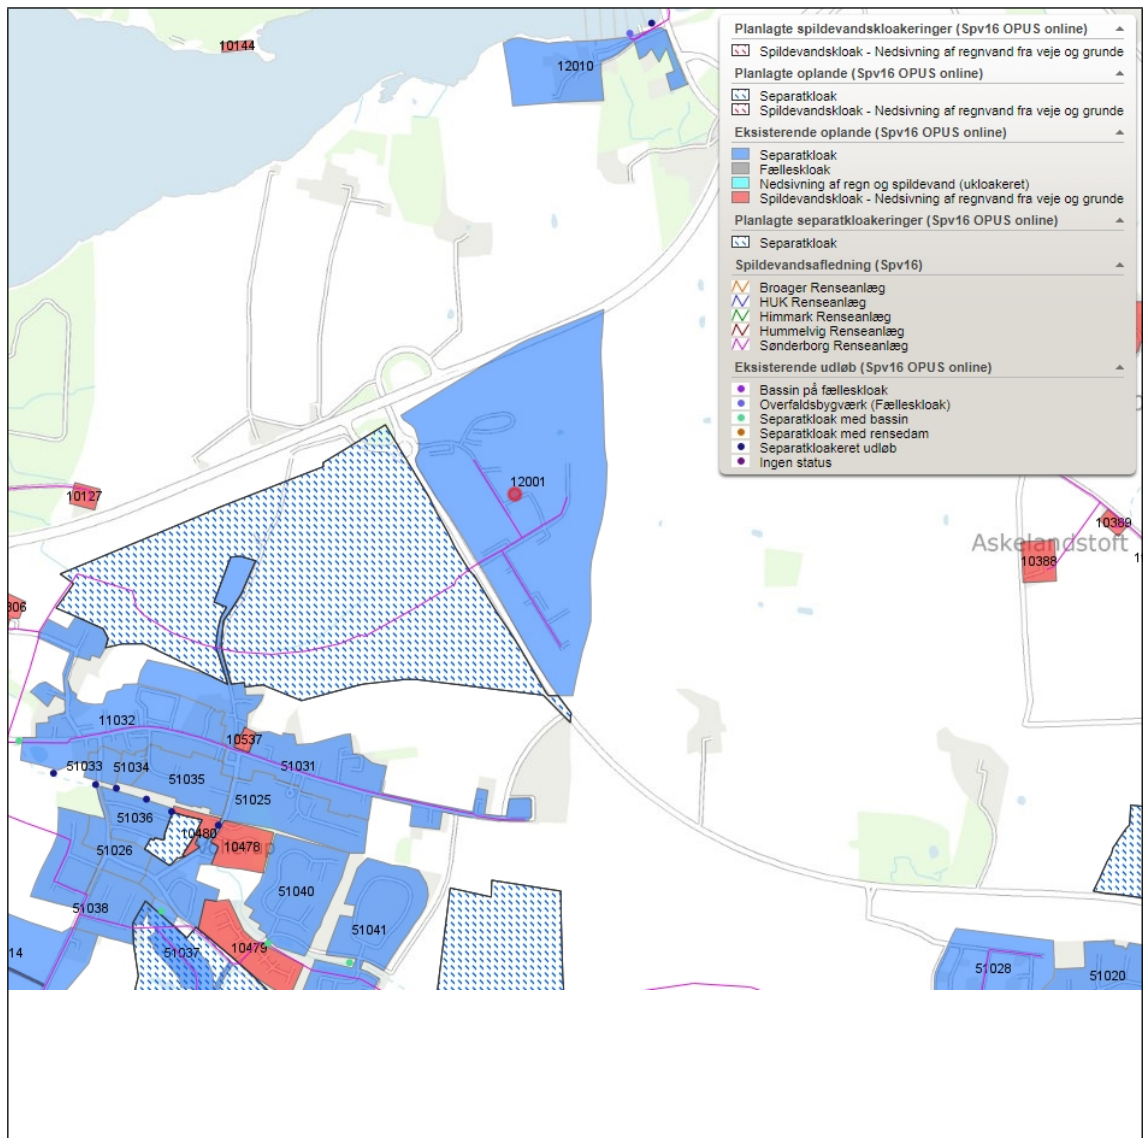 Planlagte spildevandskloakeringer (Spv16 OPUS online)
Spildevandskloak - Nedsivning af regnvand fra veje og grunde
Planlagte oplande (Spv16 OPUS online)
Separatkloak
Spildevandskloak - Nedsivning af regnvand fra veje og grunde
Eksisterende oplande (Spv16 OPUS online)
Separatkloak
Fælleskloak
Nedsivning af regn og spildevand (ukloakeret)
Spildevandskloak - Nedsivning af regnvand fra veje og grunde
Planlagte separatkloakeringer (Spv16 OPUS online)
Separatkloak
Spildevandsafledning (Spv16)
Broager Renseanlæg
HUK Renseanlæg
Himmark Renseanlæg
Hummelvig Renseanlæg
Sønderborg Renseanlæg
Eksisterende udløb (Spv16 OPUS online)
Bassin på fælleskloak
Overfaldsbygværk (Fælleskloak)
Separatkloak med bassin
Separatkloak med rensedam
Separatkloakeret udløb
Ingen status
10144
12010
12001
10127
10389
Askelandstoft
10388
306
11032
10537
51033
51034
51031
51035
51025
51036
10480
10478
51026
51040
51038
51041
14
51037
10479
51028
51020